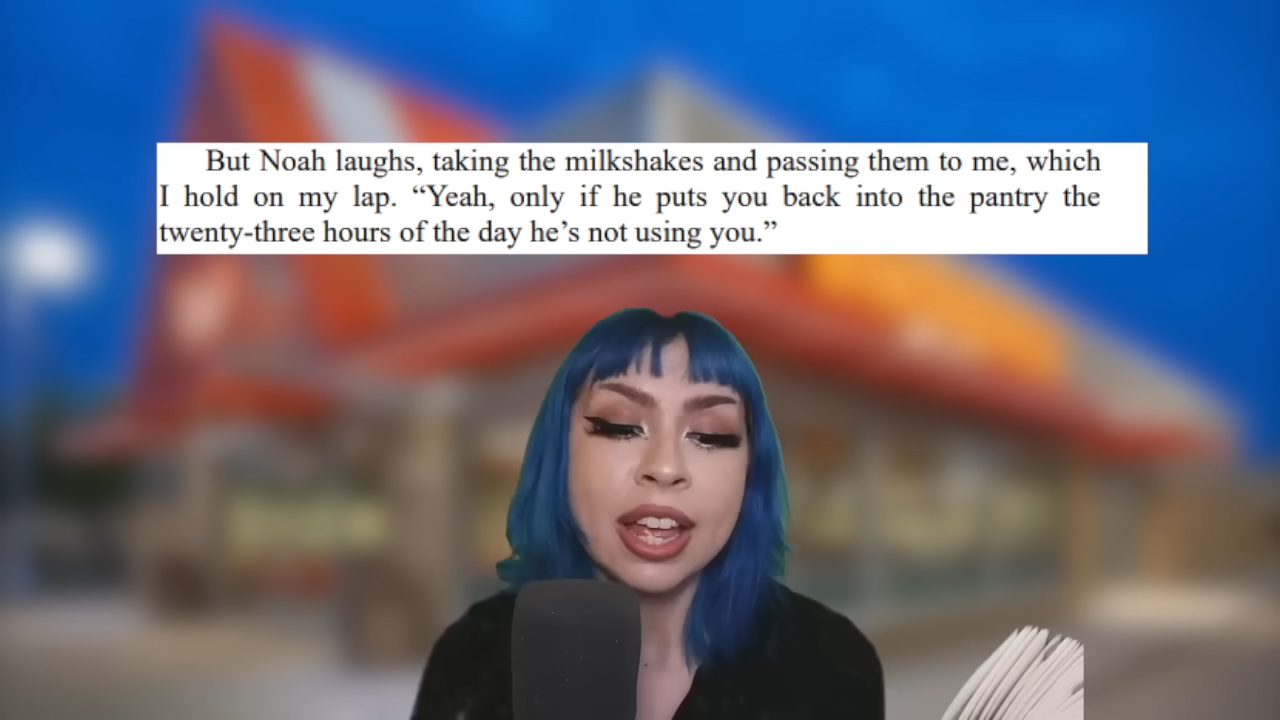 But Noah laughs, taking the milkshakes and passing them to me, which
I hold on my lap. “Yeah, only if he puts you back into the pantry the
twenty-three hours of the day he’s not using you.”